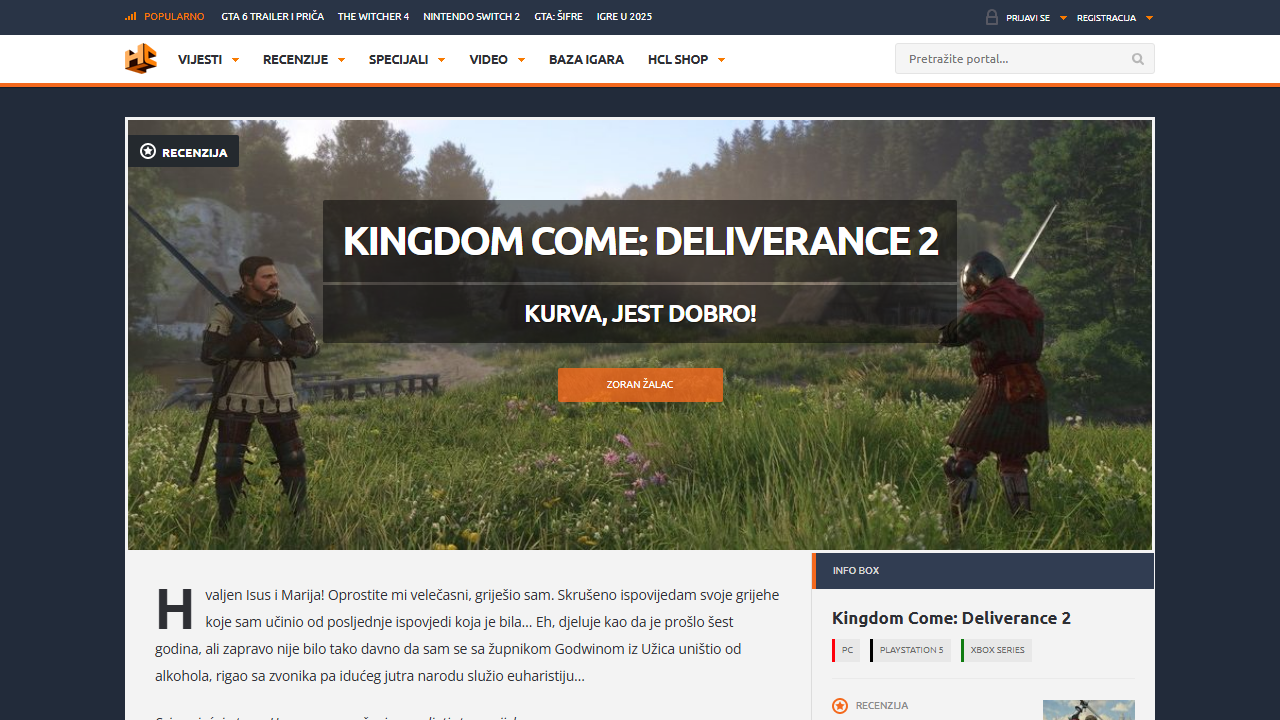 POPULARNO GTA 6 TRAILER I PRIČA THE WITCHER 4 NINTENDO SWITCH 2 GTA: ŠIFRE IGRE U 2025 PRIJAVI SE REGISTRACIJA
VIJESTI RECENZIJE SPECIJALI VIDEO BAZA IGARA HCL SHOP Pretražite portal...
RECENZIJA
KINGDOM COME: DELIVERANCE 2
KURVA, JEST DOBRO!
ZORAN ŽALAC
Hvaljen Isus i Marija! Oprostite mi velečasni, griješio sam. Skrušeno ispovijedam svoje grijehe
koje sam učinio od posljednje ispovjedi koja je bila... Eh, djeluje kao da je prošlo šest
godina, ali zapravo nije bilo tako davno da sam se sa župnikom Godwinom iz Užica uništio od
alkohola, rigao sa zvonika pa idućeg jutra narodu služio euharistiju...
INFO BOX
Kingdom Come: Deliverance 2
PC PLAYSTATION 5 XBOX SERIES
RECENZIJA